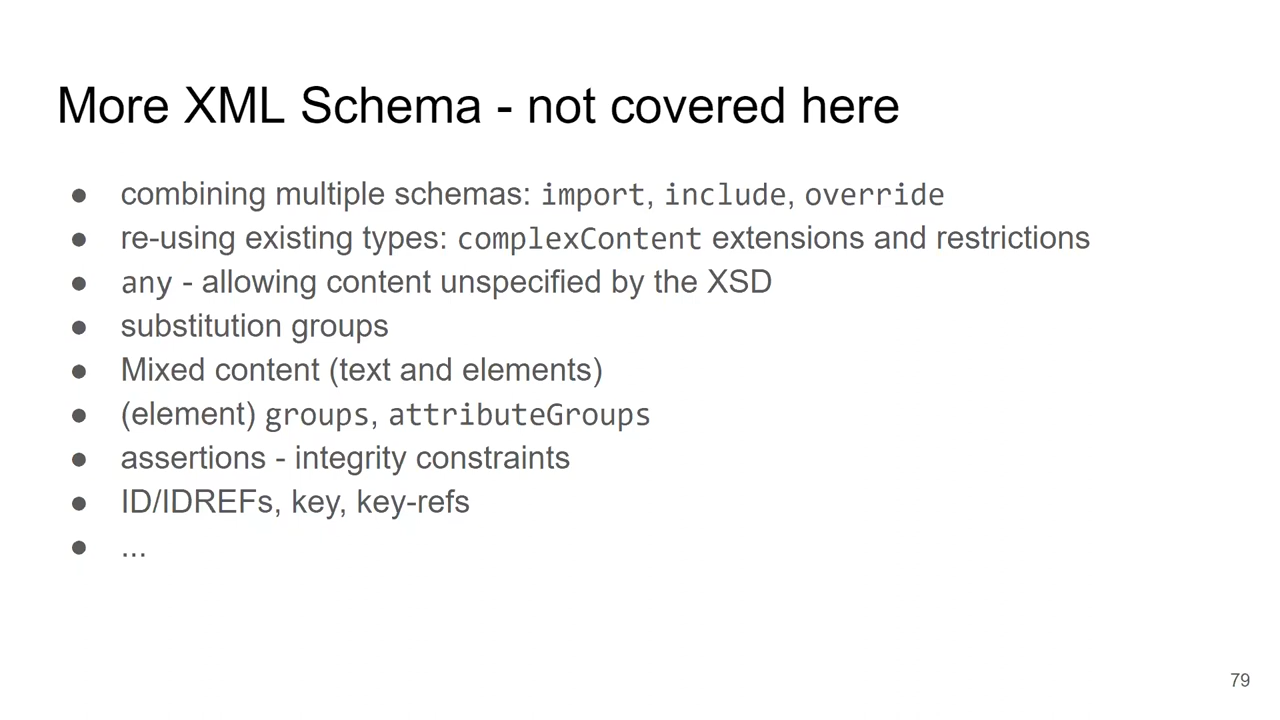 More XML Schema - not covered here
● combining multiple schemas: import, include, override
● re-using existing types: complexContent extensions and restrictions
● any - allowing content unspecified by the XSD
● substitution groups
● Mixed content (text and elements)
● (element) groups, attributeGroups
● assertions - integrity constraints
● ID/IDREFs, key, key-refs
● ...
79